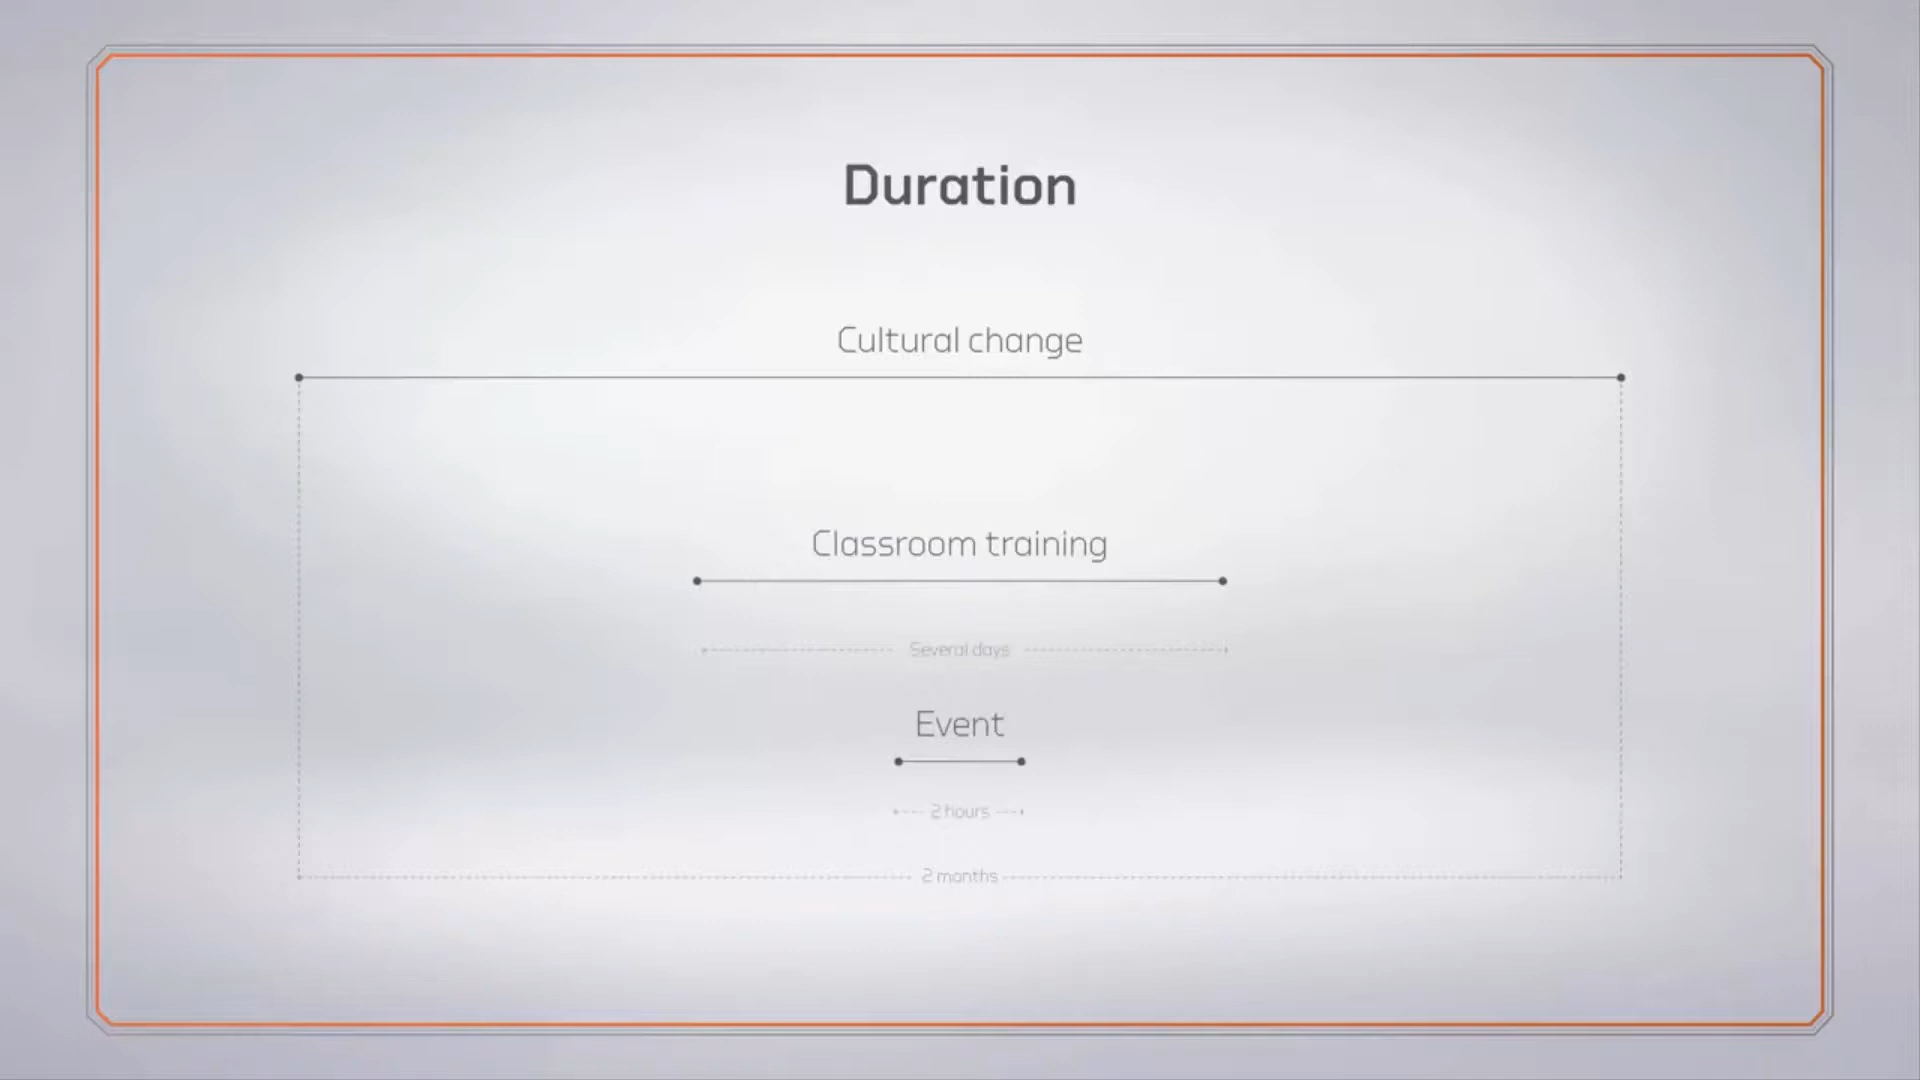 Duration
Cultural change
Classroom training
Several days
Event
2 hours
2 months